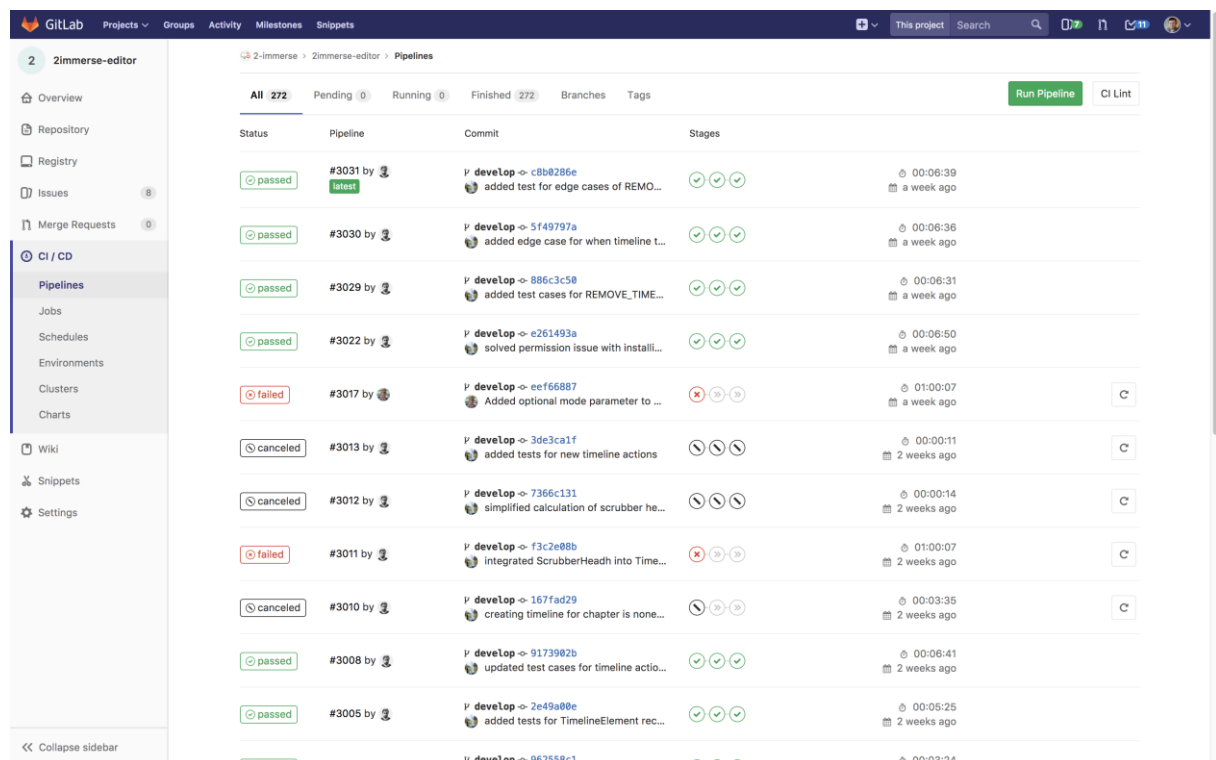 GitLab Projects Groups Activity Milestones Snippets This project Search 7 11
2 2immerse-editor
2-immerse › 2immerse-editor › Pipelines
Overview
Repository
Registry
Issues 8
Merge Requests 0
CI / CD
Pipelines
Jobs
Schedules
Environments
Clusters
Charts
Wiki
Snippets
Settings
Collapse sidebar
All 272 Pending 0 Running 0 Finished 272 Branches Tags Run Pipeline CI Lint
Status Pipeline Commit Stages
passed #3031 by latest develop c8b0286e 00:06:39
added test for edge cases of REMO... a week ago
passed #3030 by develop 5f49797a 00:06:36
added edge case for when timeline t... a week ago
passed #3029 by develop 886c3c50 00:06:31
added test cases for REMOVE_TIME... a week ago
passed #3022 by develop e261493a 00:06:50
solved permission issue with installi... a week ago
failed #3017 by develop eef66887 01:00:07
Added optional mode parameter to ... a week ago
canceled #3013 by develop 3de3ca1f 00:00:11
added tests for new timeline actions 2 weeks ago
canceled #3012 by develop 7366c131 00:00:14
simplified calculation of scrubber he... 2 weeks ago
failed #3011 by develop f3c2e08b 01:00:07
integrated ScrubberHeadh into Time... 2 weeks ago
canceled #3010 by develop 167fad29 00:03:35
creating timeline for chapter is none... 2 weeks ago
passed #3008 by develop 9173902b 00:06:41
updated test cases for timeline actio... 2 weeks ago
passed #3005 by develop 2e49a00e 00:05:25
added tests for TimelineElement rec... 2 weeks ago
develop 962558c1 00:03:24